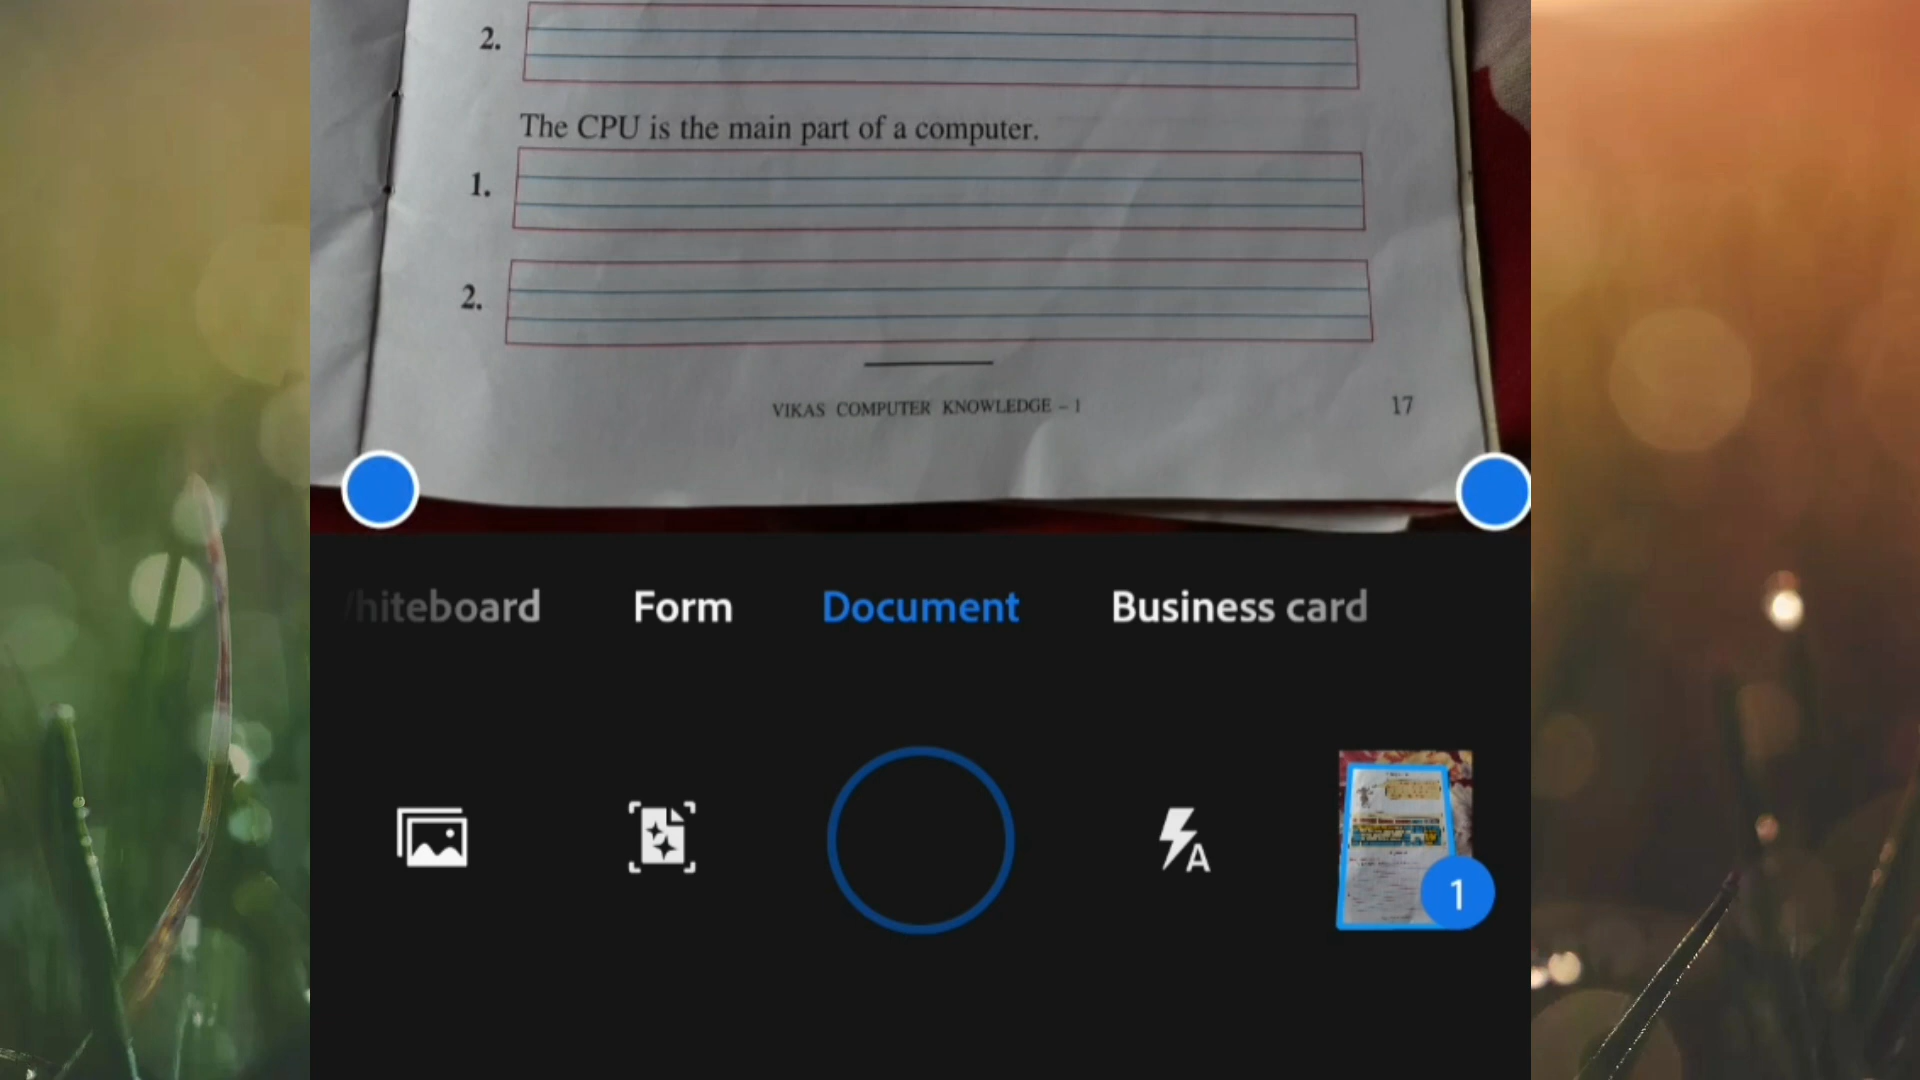 2.
The CPU is the main part of a computer.
1.
2.
VIKAS COMPUTER KNOWLEDGE – 1 17
hiteboard Form Document Business card
A
1